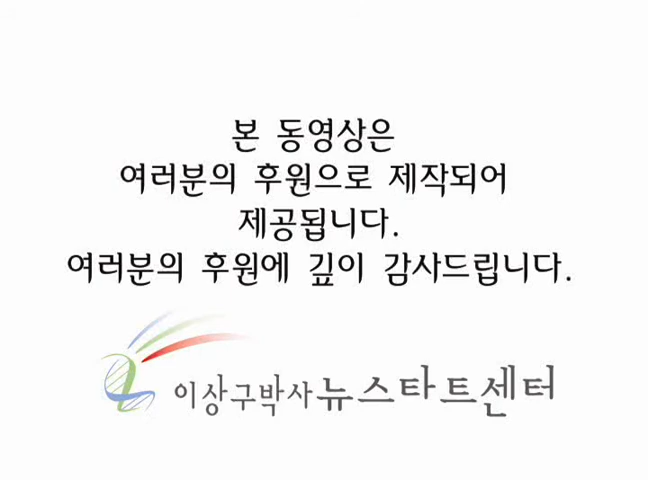 본 동영상은
여러분의 후원으로 제작되어
제공됩니다.
여러분의 후원에 깊이 감사드립니다.
이상구박사뉴스타트센터